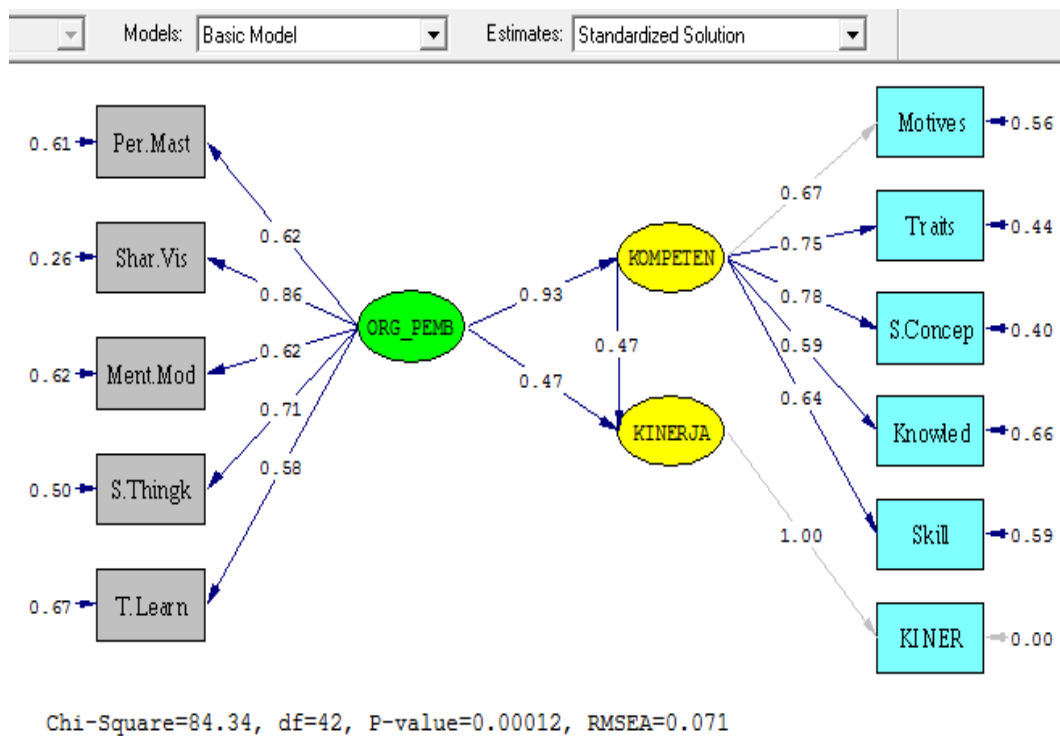 Models: Basic Model Estimates: Standardized Solution
0.61 Per.Mast
0.26 Shar.Vis
0.62 Ment.Mod
0.50 S.Thingk
0.67 T.Learn
0.62
0.86
0.62
0.71
0.58
ORG_PEMB
0.93
0.47
KOMPETEN
0.47
KINERJA
0.67
0.75
0.78
0.59
0.64
1.00
Motives 0.56
Traits 0.44
S.Concep 0.40
Knowled 0.66
Skill 0.59
KINER 0.00
Chi-Square=84.34, df=42, P-value=0.00012, RMSEA=0.071